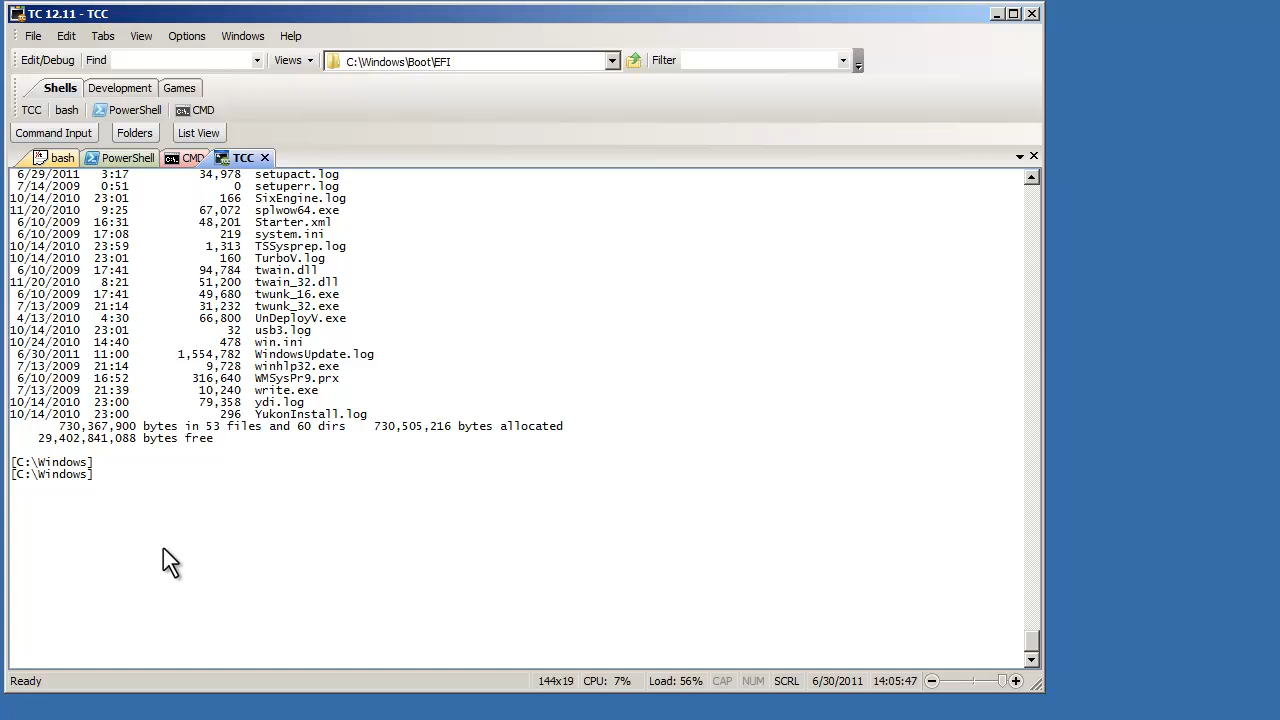 TC 12.11 - TCC
File Edit Tabs View Options Windows Help
Edit/Debug Find Views C:\Windows\Boot\EFI Filter
Shells Development Games
TCC bash PowerShell CMD
Command Input Folders List View
bash PowerShell CMD TCC
6/29/2011 3:17 34,978 setupact.log
7/14/2009 0:51 0 setuperr.log
10/14/2010 23:01 166 SixEngine.log
11/20/2010 9:25 67,072 splwow64.exe
6/10/2009 16:31 48,201 Starter.xml
6/10/2009 17:08 219 system.ini
10/14/2010 23:59 1,313 TSSysprep.log
10/14/2010 23:01 160 TurboV.log
6/10/2009 17:41 94,784 twain.dll
11/20/2010 8:21 51,200 twain_32.dll
6/10/2009 17:41 49,680 twunk_16.exe
7/13/2009 21:14 31,232 twunk_32.exe
4/13/2010 4:30 66,800 UnDeployV.exe
10/14/2010 23:01 32 usb3.log
10/24/2010 14:40 478 win.ini
6/30/2011 11:00 1,554,782 WindowsUpdate.log
7/13/2009 21:14 9,728 winhlp32.exe
6/10/2009 16:52 316,640 WMSysPr9.prx
7/13/2009 21:39 10,240 write.exe
10/14/2010 23:00 79,358 ydi.log
10/14/2010 23:00 296 YukonInstall.log
730,367,900 bytes in 53 files and 60 dirs 730,505,216 bytes allocated
29,402,841,088 bytes free
[C:\Windows]
[C:\Windows]
Ready 144x19 CPU: 7% Load: 56% CAP NUM SCRL 6/30/2011 14:05:47